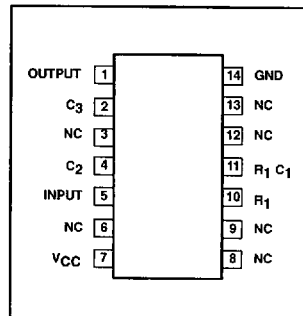 OUTPUT 1 14 GND
C3 2 13 NC
NC 3 12 NC
C2 4 11 R1 C1
INPUT 5 10 R1
NC 6 9 NC
VCC 7 8 NC